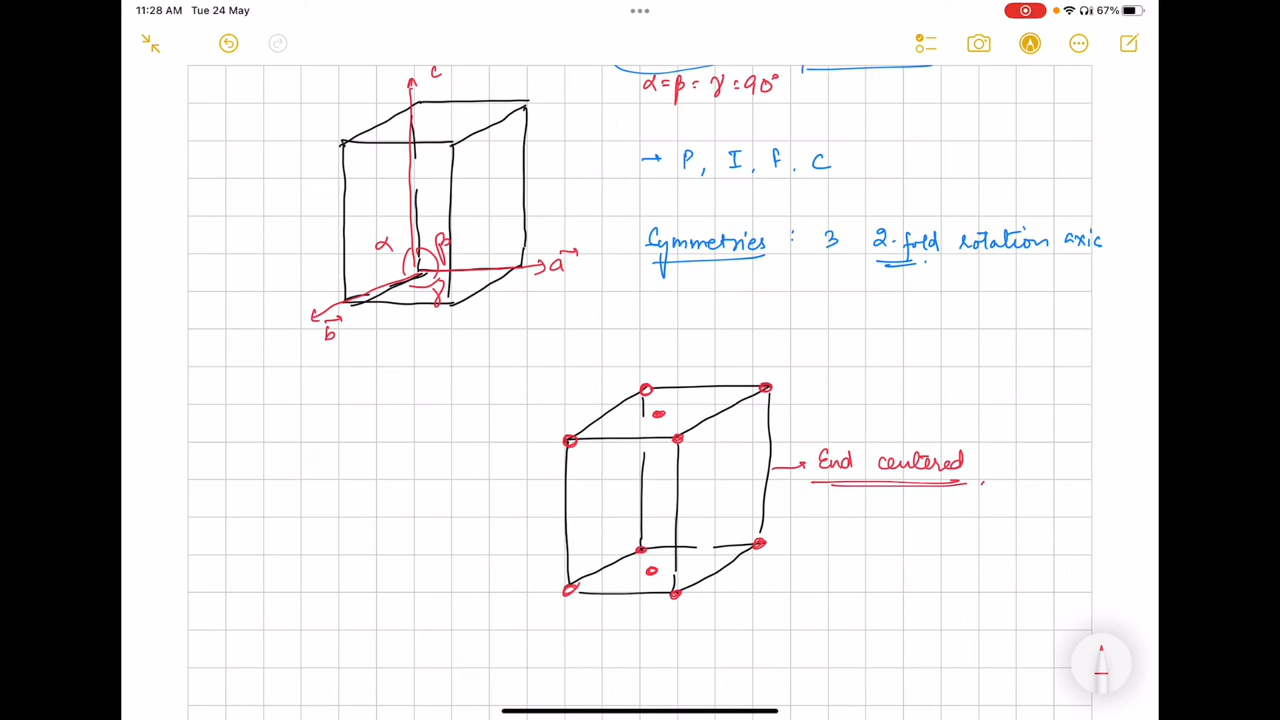 11:28 AM Tue 24 May
67%
c
α = β = γ = 90°
→ P, I, F, C
α β
Symmetries : 3 2-fold rotation axis
a
γ
b
End centered